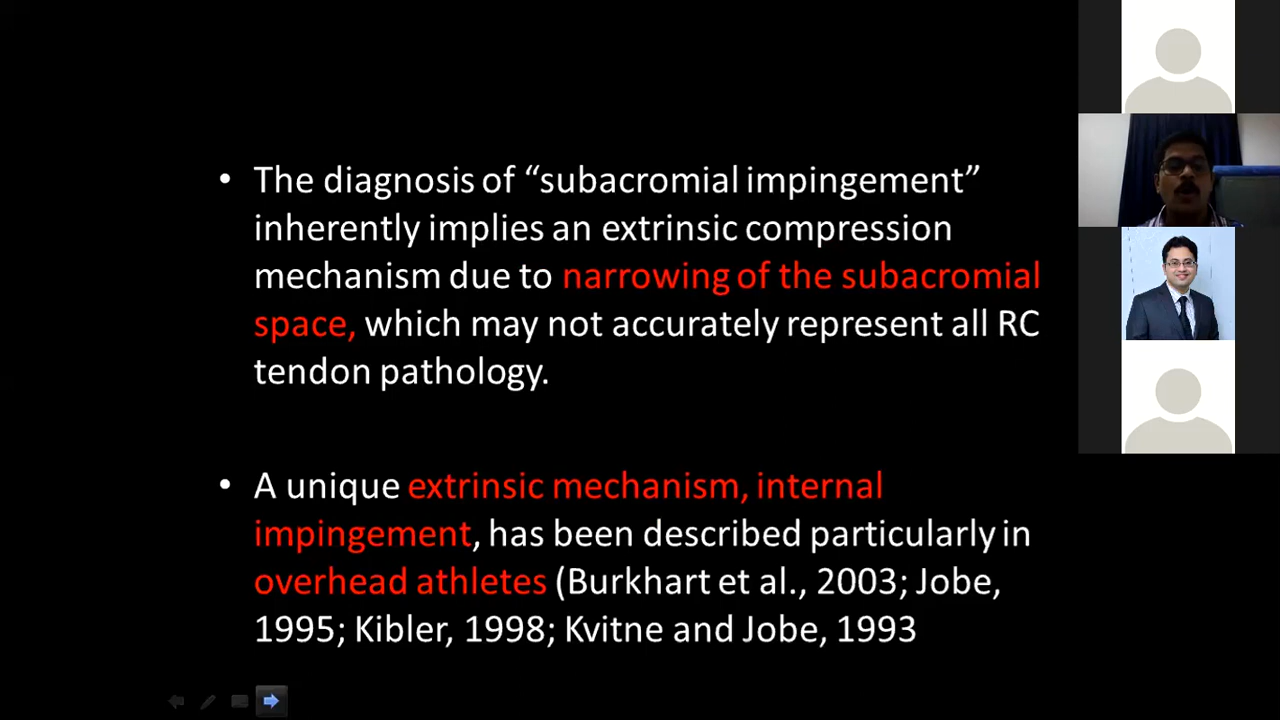 • The diagnosis of “subacromial impingement”
inherently implies an extrinsic compression
mechanism due to narrowing of the subacromial
space, which may not accurately represent all RC
tendon pathology.
• A unique extrinsic mechanism, internal
impingement, has been described particularly in
overhead athletes (Burkhart et al., 2003; Jobe,
1995; Kibler, 1998; Kvitne and Jobe, 1993